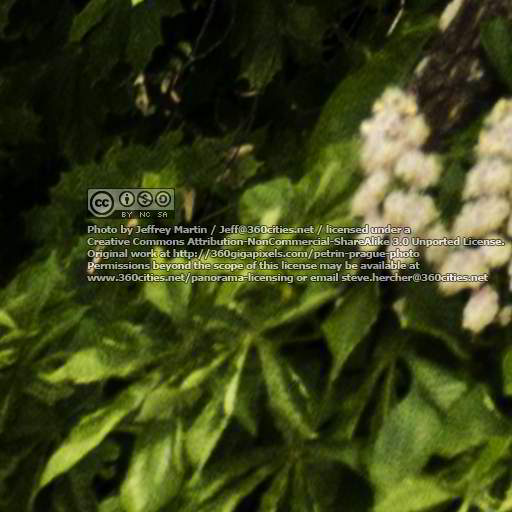 cc BY NC SA
Photo by Jeffrey Martin / Jeff@360cities.net / licensed under a
Creative Commons Attribution-NonCommercial-ShareAlike 3.0 Unported License.
Original work at http://360gigapixels.com/petrin-prague-photo
Permissions beyond the scope of this license may be available at
www.360cities.net/panorama-licensing or email steve.hercher@360cities.net